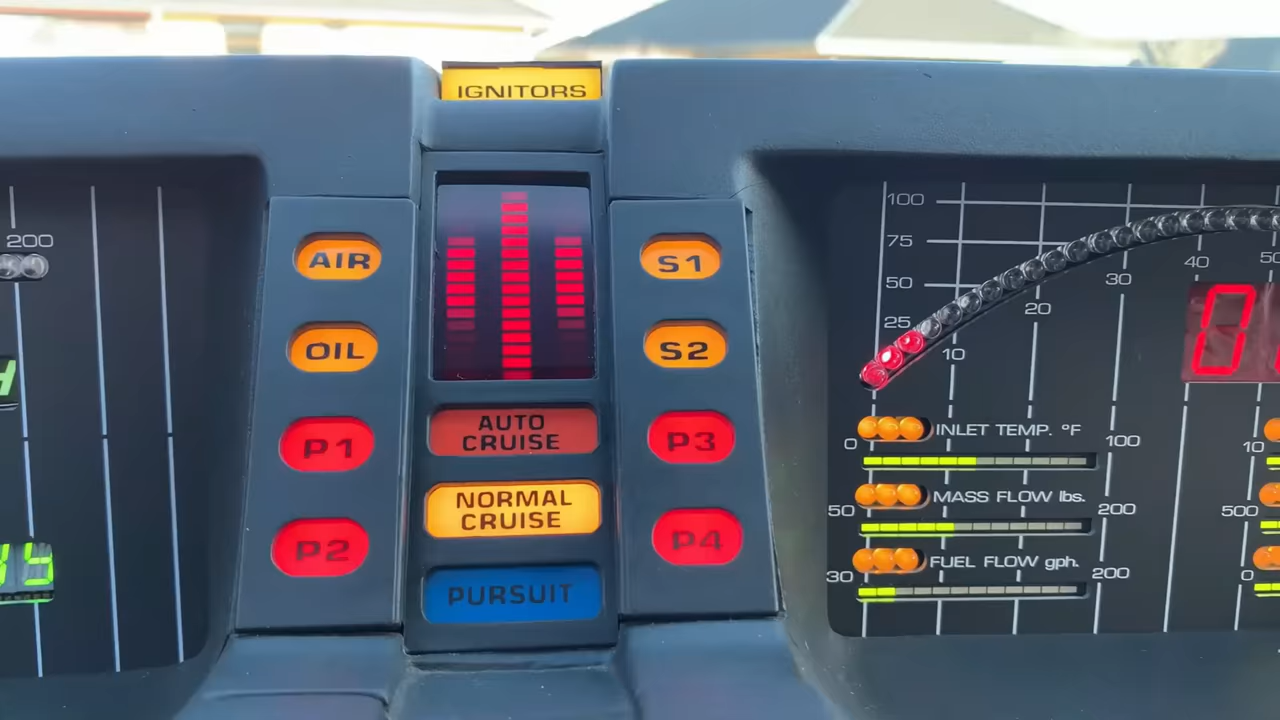 IGNITORS
200
AIR
OIL
P1
P2
AUTO
CRUISE
NORMAL
CRUISE
PURSUIT
S1
S2
P3
P4
100
75
50
25
10
20
30
40
0
0 INLET TEMP. °F 100
50 MASS FLOW lbs. 200
30 FUEL FLOW gph. 200
10
500
0